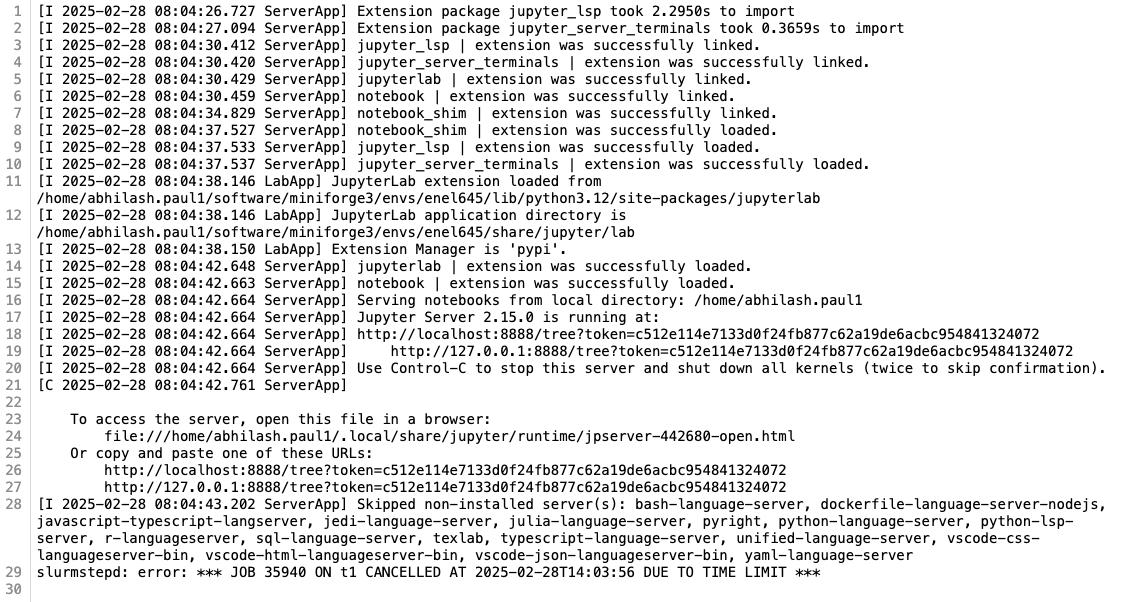 1 [I 2025-02-28 08:04:26.727 ServerApp] Extension package jupyter_lsp took 2.2950s to import
2 [I 2025-02-28 08:04:27.094 ServerApp] Extension package jupyter_server_terminals took 0.3659s to import
3 [I 2025-02-28 08:04:30.412 ServerApp] jupyter_lsp | extension was successfully linked.
4 [I 2025-02-28 08:04:30.420 ServerApp] jupyter_server_terminals | extension was successfully linked.
5 [I 2025-02-28 08:04:30.429 ServerApp] jupyterlab | extension was successfully linked.
6 [I 2025-02-28 08:04:30.459 ServerApp] notebook | extension was successfully linked.
7 [I 2025-02-28 08:04:34.829 ServerApp] notebook_shim | extension was successfully linked.
8 [I 2025-02-28 08:04:37.527 ServerApp] notebook_shim | extension was successfully loaded.
9 [I 2025-02-28 08:04:37.533 ServerApp] jupyter_lsp | extension was successfully loaded.
10 [I 2025-02-28 08:04:37.537 ServerApp] jupyter_server_terminals | extension was successfully loaded.
11 [I 2025-02-28 08:04:38.146 LabApp] JupyterLab extension loaded from
/home/abhilash.paul1/software/miniforge3/envs/enel645/lib/python3.12/site-packages/jupyterlab
12 [I 2025-02-28 08:04:38.146 LabApp] JupyterLab application directory is
/home/abhilash.paul1/software/miniforge3/envs/enel645/share/jupyter/lab
13 [I 2025-02-28 08:04:38.150 LabApp] Extension Manager is 'pypi'.
14 [I 2025-02-28 08:04:42.648 ServerApp] jupyterlab | extension was successfully loaded.
15 [I 2025-02-28 08:04:42.663 ServerApp] notebook | extension was successfully loaded.
16 [I 2025-02-28 08:04:42.664 ServerApp] Serving notebooks from local directory: /home/abhilash.paul1
17 [I 2025-02-28 08:04:42.664 ServerApp] Jupyter Server 2.15.0 is running at:
18 [I 2025-02-28 08:04:42.664 ServerApp] http://localhost:8888/tree?token=c512e114e7133d0f24fb877c62a19de6acbc954841324072
19 [I 2025-02-28 08:04:42.664 ServerApp]     http://127.0.0.1:8888/tree?token=c512e114e7133d0f24fb877c62a19de6acbc954841324072
20 [I 2025-02-28 08:04:42.664 ServerApp] Use Control-C to stop this server and shut down all kernels (twice to skip confirmation).
21 [C 2025-02-28 08:04:42.761 ServerApp]
22
23     To access the server, open this file in a browser:
24         file:///home/abhilash.paul1/.local/share/jupyter/runtime/jpserver-442680-open.html
25     Or copy and paste one of these URLs:
26         http://localhost:8888/tree?token=c512e114e7133d0f24fb877c62a19de6acbc954841324072
27         http://127.0.0.1:8888/tree?token=c512e114e7133d0f24fb877c62a19de6acbc954841324072
28 [I 2025-02-28 08:04:43.202 ServerApp] Skipped non-installed server(s): bash-language-server, dockerfile-language-server-nodejs,
javascript-typescript-langserver, jedi-language-server, julia-language-server, pyright, python-language-server, python-lsp-
server, r-languageserver, sql-language-server, texlab, typescript-language-server, unified-language-server, vscode-css-
languageserver-bin, vscode-html-languageserver-bin, vscode-json-languageserver-bin, yaml-language-server
29 slurmstepd: error: *** JOB 35940 ON t1 CANCELLED AT 2025-02-28T14:03:56 DUE TO TIME LIMIT ***
30